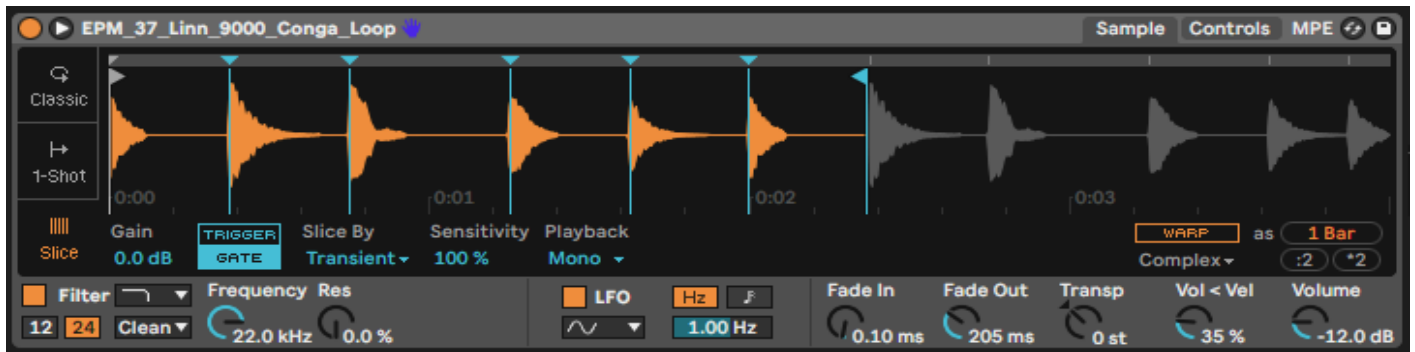 EPM_37_Linn_9000_Conga_Loop Sample Controls MPE
Classic
1-Shot
Slice
0:00 0:01 0:02 0:03
Gain TRIGGER Slice By Sensitivity Playback WARP as 1 Bar
0.0 dB GATE Transient 100 % Mono Complex :2 *2
Filter Frequency Res LFO Hz Fade In Fade Out Transp Vol < Vel Volume
12 24 Clean 22.0 kHz 0.0 % 1.00 Hz 0.10 ms 205 ms 0 st 35 % -12.0 dB